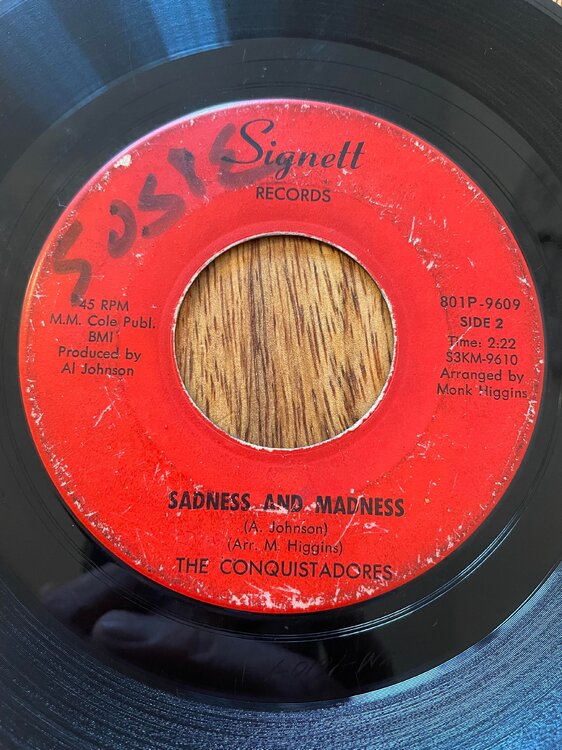 SOSIE
Signett
RECORDS
45 RPM
M.M. Cole Publ.
BMI
Produced by
Al Johnson
801P-9609
SIDE 2
Time: 2:22
S3KM-9610
Arranged by
Monk Higgins
SADNESS AND MADNESS
(A. Johnson)
(Arr. M. Higgins)
THE CONQUISTADORES